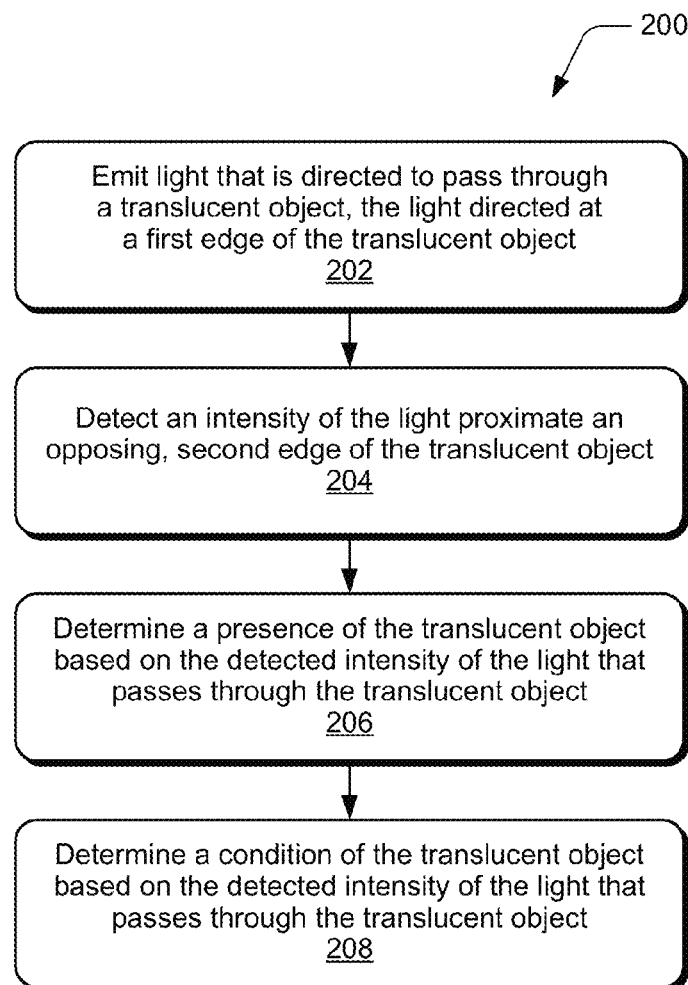 200
Emit light that is directed to pass through
a translucent object, the light directed at
a first edge of the translucent object
202
Detect an intensity of the light proximate an
opposing, second edge of the translucent object
204
Determine a presence of the translucent object
based on the detected intensity of the light that
passes through the translucent object
206
Determine a condition of the translucent object
based on the detected intensity of the light that
passes through the translucent object
208